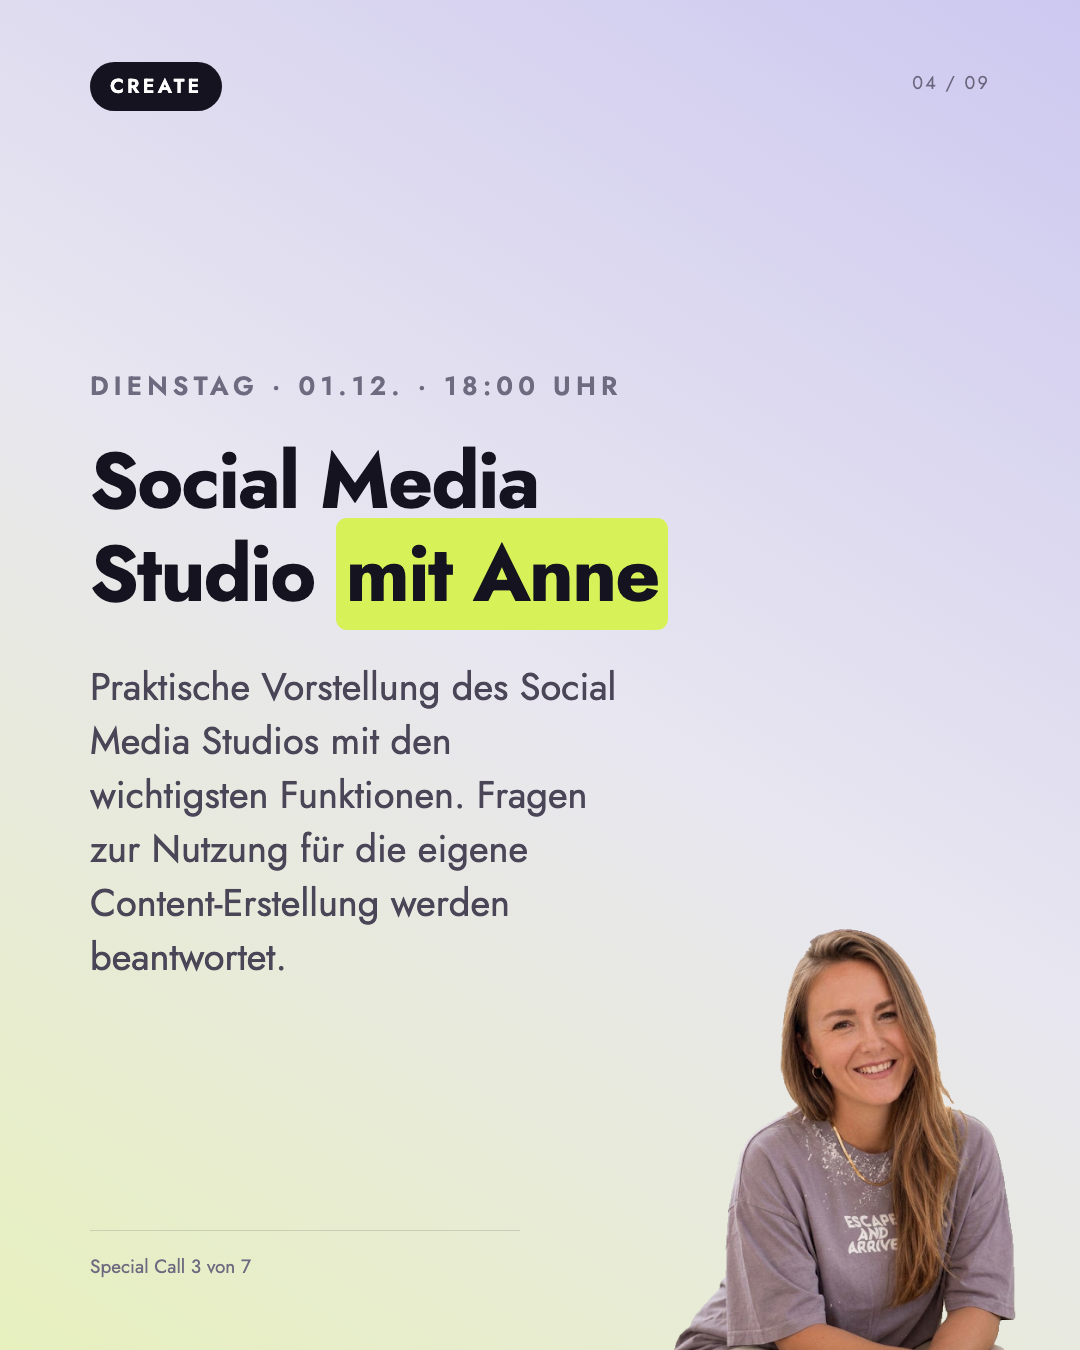 CREATE
04 / 09
DIENSTAG · 01.12. · 18:00 UHR
Social Media
Studio mit Anne
Praktische Vorstellung des Social
Media Studios mit den
wichtigsten Funktionen. Fragen
zur Nutzung für die eigene
Content-Erstellung werden
beantwortet.
ESCAPE
AND
ARRIVE
Special Call 3 von 7